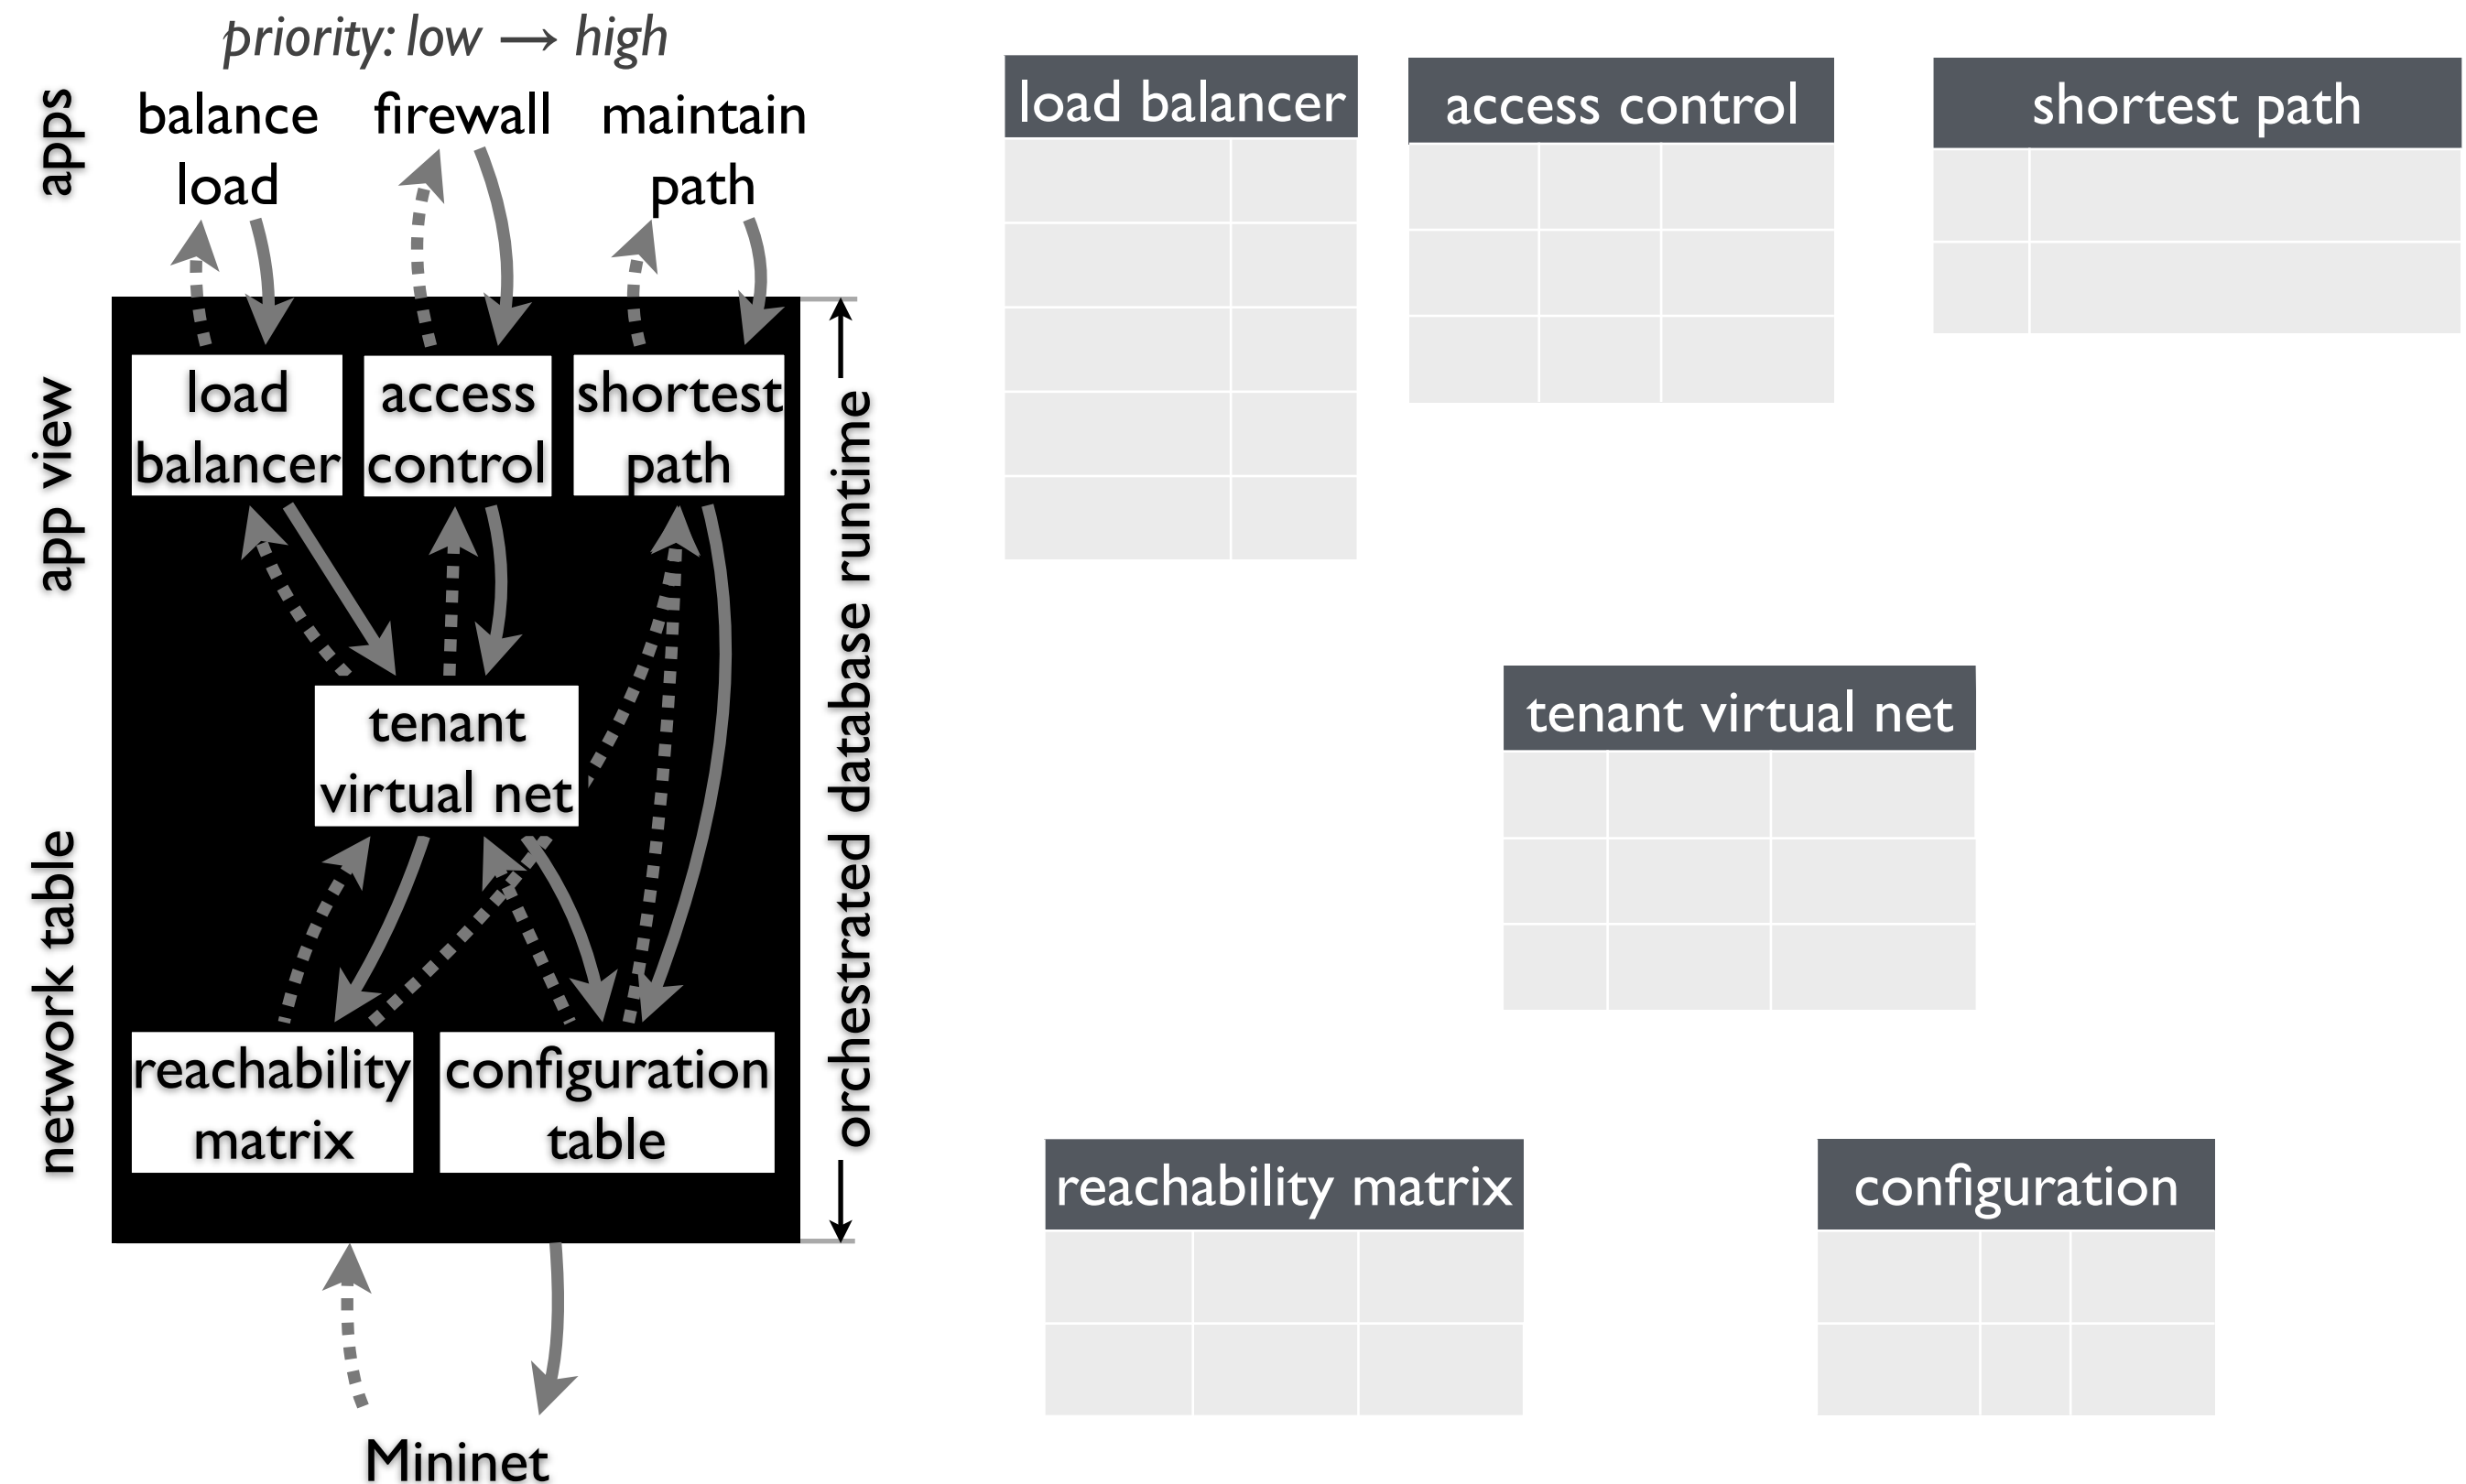 priority: low → high
apps
balance
load
firewall
maintain
path
app view
load
balancer
access
control
shortest
path
network table
tenant
virtual net
reachability
matrix
configuration
table
orchestrated database runtime
Mininet
load balancer
access control
shortest path
tenant virtual net
reachability matrix
configuration